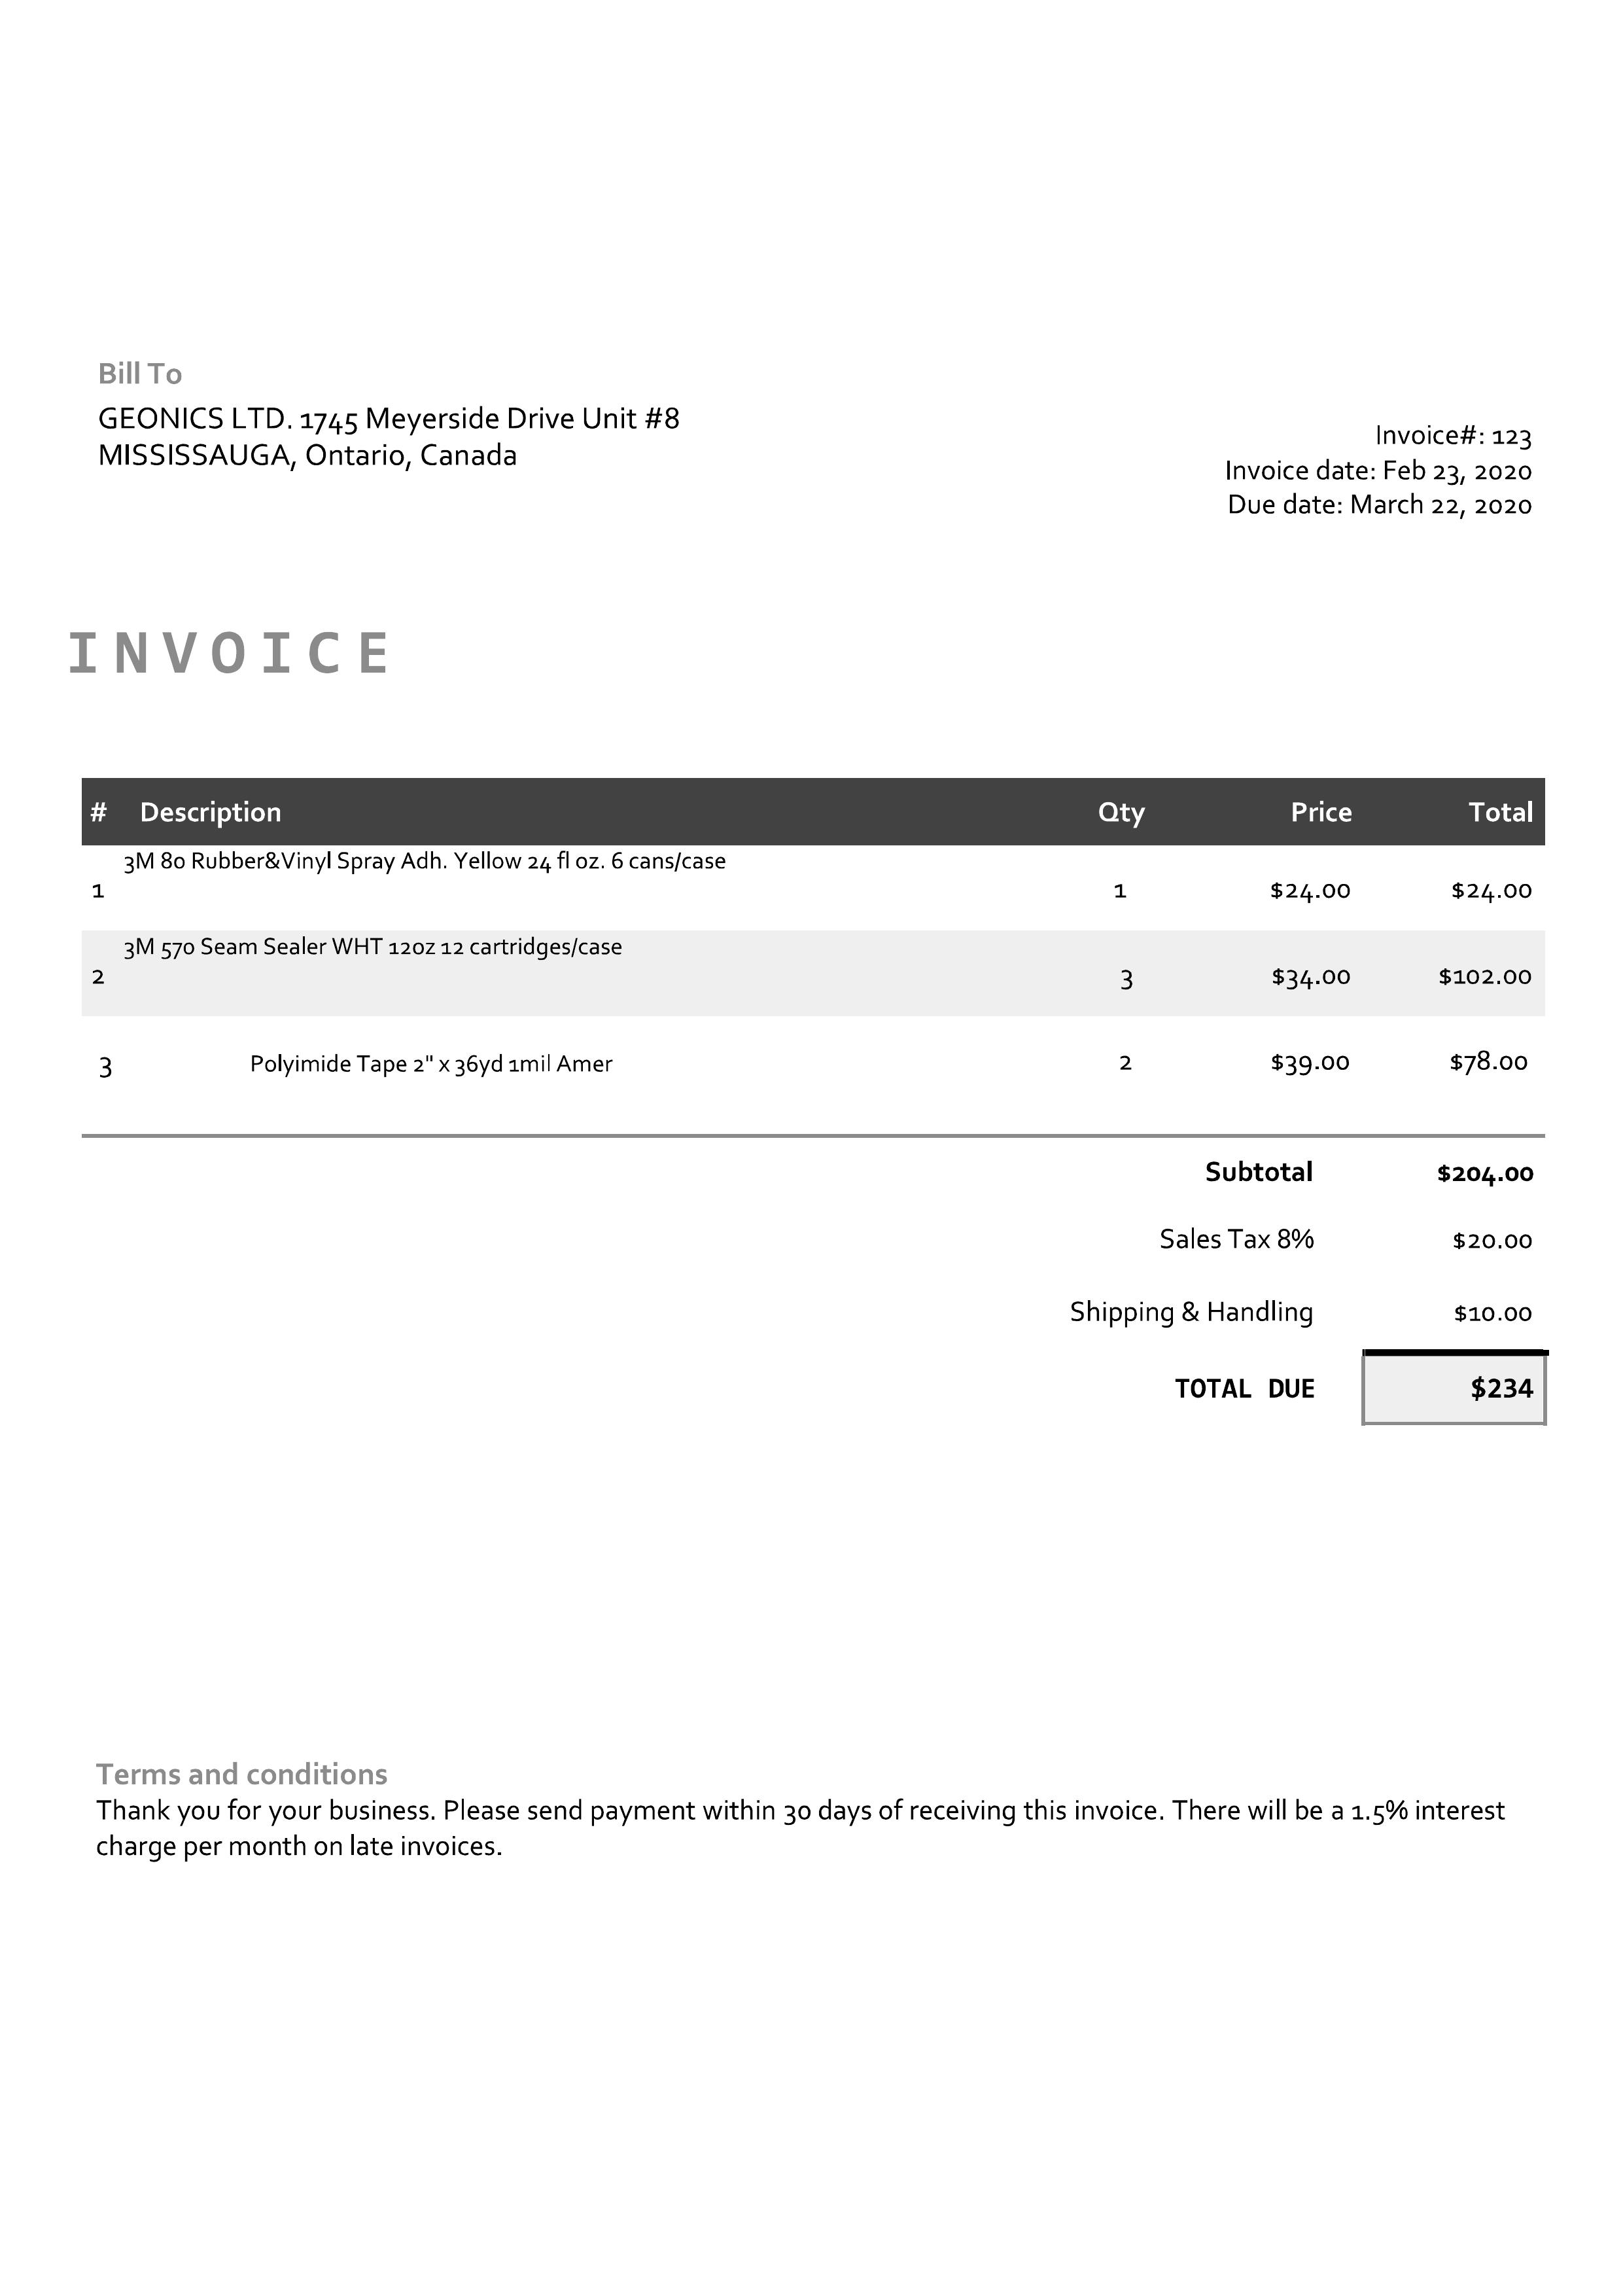 Bill To
GEONICS LTD. 1745 Meyerside Drive Unit #8
MISSISSAUGA, Ontario, Canada
Invoice#: 123
Invoice date: Feb 23, 2020
Due date: March 22, 2020
INVOICE
# Description Qty Price Total
3M 80 Rubber&Vinyl Spray Adh. Yellow 24 fl oz. 6 cans/case
1 1 $24.00 $24.00
3M 570 Seam Sealer WHT 12oz 12 cartridges/case
2 3 $34.00 $102.00
3 Polyimide Tape 2" x 36yd 1mil Amer 2 $39.00 $78.00
Subtotal $204.00
Sales Tax 8% $20.00
Shipping & Handling $10.00
TOTAL DUE $234
Terms and conditions
Thank you for your business. Please send payment within 30 days of receiving this invoice. There will be a 1.5% interest
charge per month on late invoices.